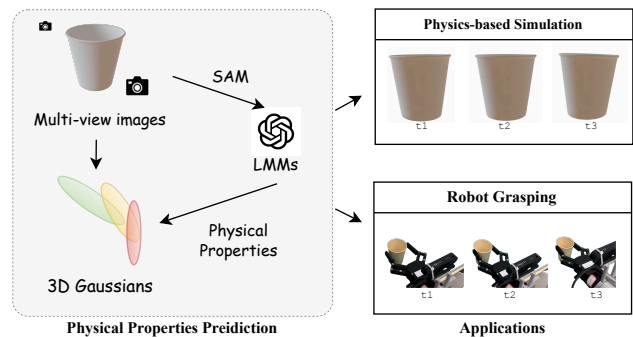 SAM
Multi-view images
LMMs
Physical
Properties
3D Gaussians
Physical Properties Preidiction
Physics-based Simulation
t1 t2 t3
Robot Grasping
t1 t2 t3
Applications